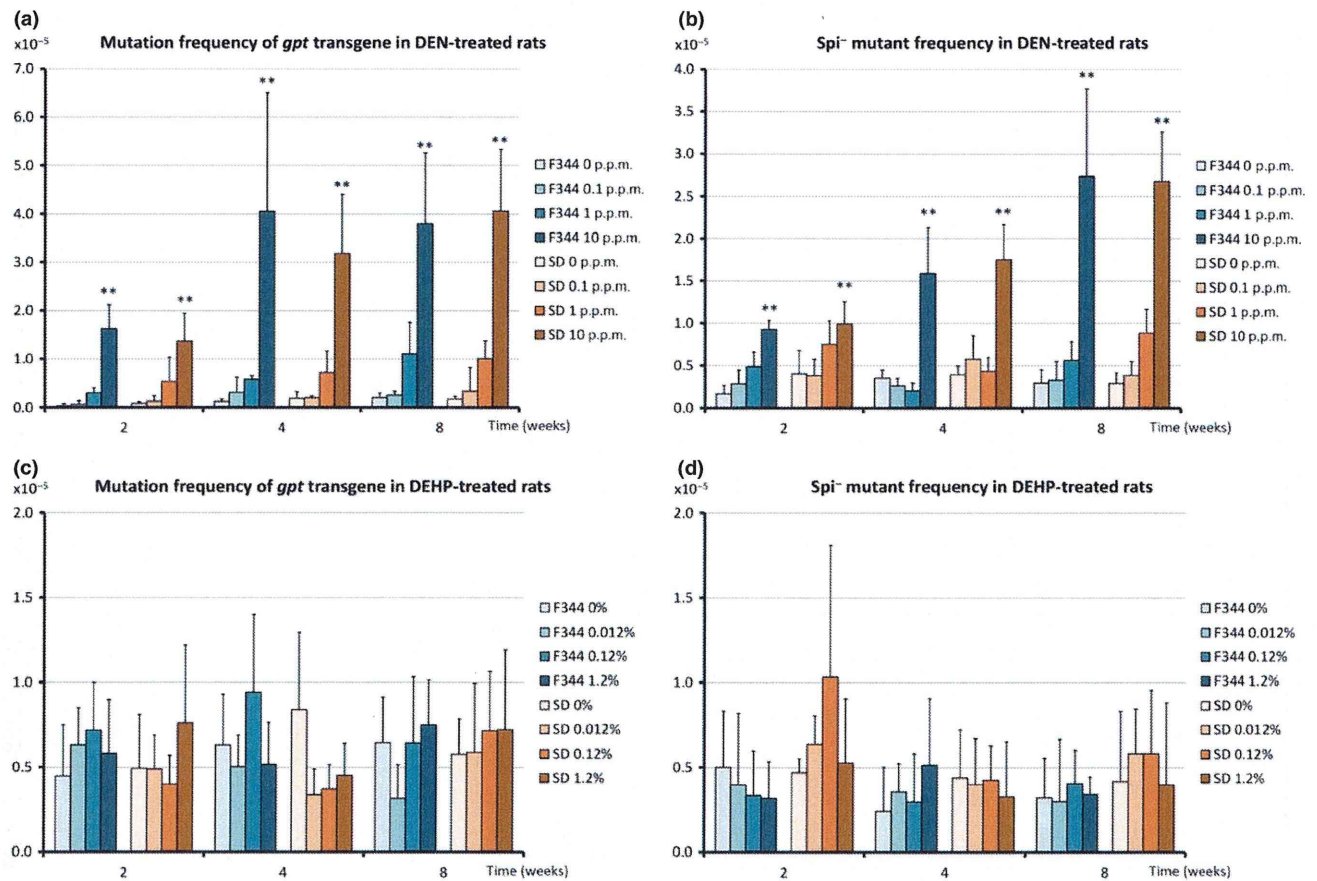 (a)
x10⁻⁵
Mutation frequency of gpt transgene in DEN-treated rats
7.0
6.0
5.0
4.0
3.0
2.0
1.0
0.0
**
**
**
**
**
**
2
4
8
Time (weeks)
F344 0 p.p.m.
F344 0.1 p.p.m.
F344 1 p.p.m.
F344 10 p.p.m.
SD 0 p.p.m.
SD 0.1 p.p.m.
SD 1 p.p.m.
SD 10 p.p.m.
(b)
x10⁻⁵
Spi⁻ mutant frequency in DEN-treated rats
4.0
3.5
3.0
2.5
2.0
1.5
1.0
0.5
0.0
**
**
**
**
**
**
2
4
8
Time (weeks)
F344 0 p.p.m.
F344 0.1 p.p.m.
F344 1 p.p.m.
F344 10 p.p.m.
SD 0 p.p.m.
SD 0.1 p.p.m.
SD 1 p.p.m.
SD 10 p.p.m.
(c)
x10⁻⁵
Mutation frequency of gpt transgene in DEHP-treated rats
2.0
1.5
1.0
0.5
0.0
2
4
8
Time (weeks)
F344 0%
F344 0.012%
F344 0.12%
F344 1.2%
SD 0%
SD 0.012%
SD 0.12%
SD 1.2%
(d)
x10⁻⁵
Spi⁻ mutant frequency in DEHP-treated rats
2.0
1.5
1.0
0.5
0.0
2
4
8
Time (weeks)
F344 0%
F344 0.012%
F344 0.12%
F344 1.2%
SD 0%
SD 0.012%
SD 0.12%
SD 1.2%